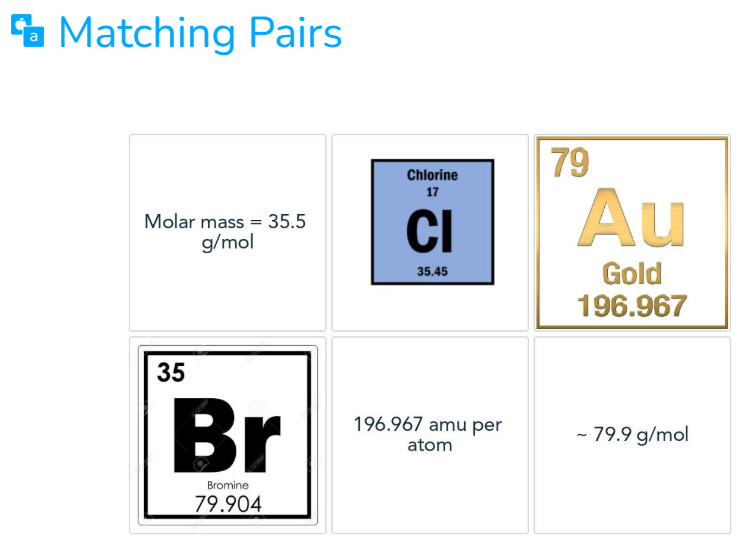 Matching Pairs
Molar mass = 35.5
g/mol
Chlorine
17
Cl
35.45
79
Au
Gold
196.967
35
Br
Bromine
79.904
196.967 amu per
atom
~ 79.9 g/mol